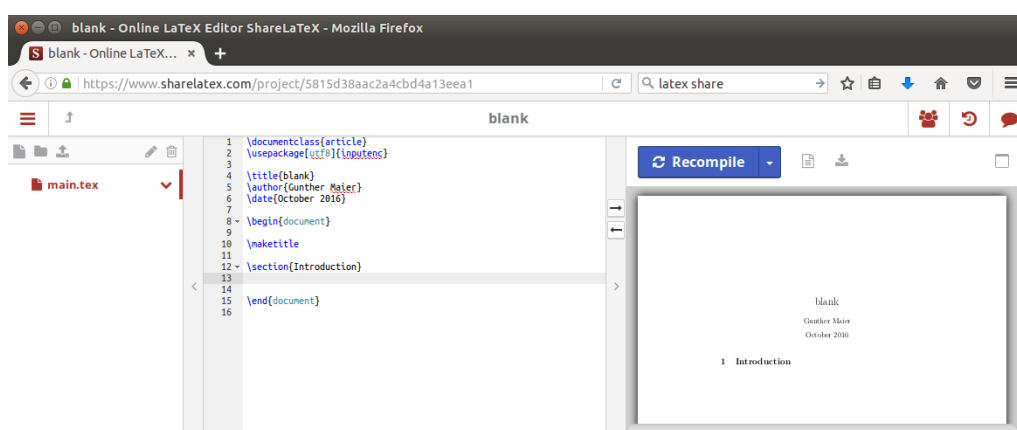 blank - Online LaTeX Editor ShareLaTeX - Mozilla Firefox
S blank - Online LaTeX... × +
https://www.sharelatex.com/project/5815d38aac2a4cbd4a13eea1
latex share
blank
main.tex
1 \documentclass{article}
2 \usepackage[utf8]{inputenc}
3
4 \title{blank}
5 \author{Gunther Maier}
6 \date{October 2016}
7
8 \begin{document}
9
10 \maketitle
11
12 \section{Introduction}
13
14
15 \end{document}
16
Recompile
blank
Gunther Maier
October 2016
1 Introduction